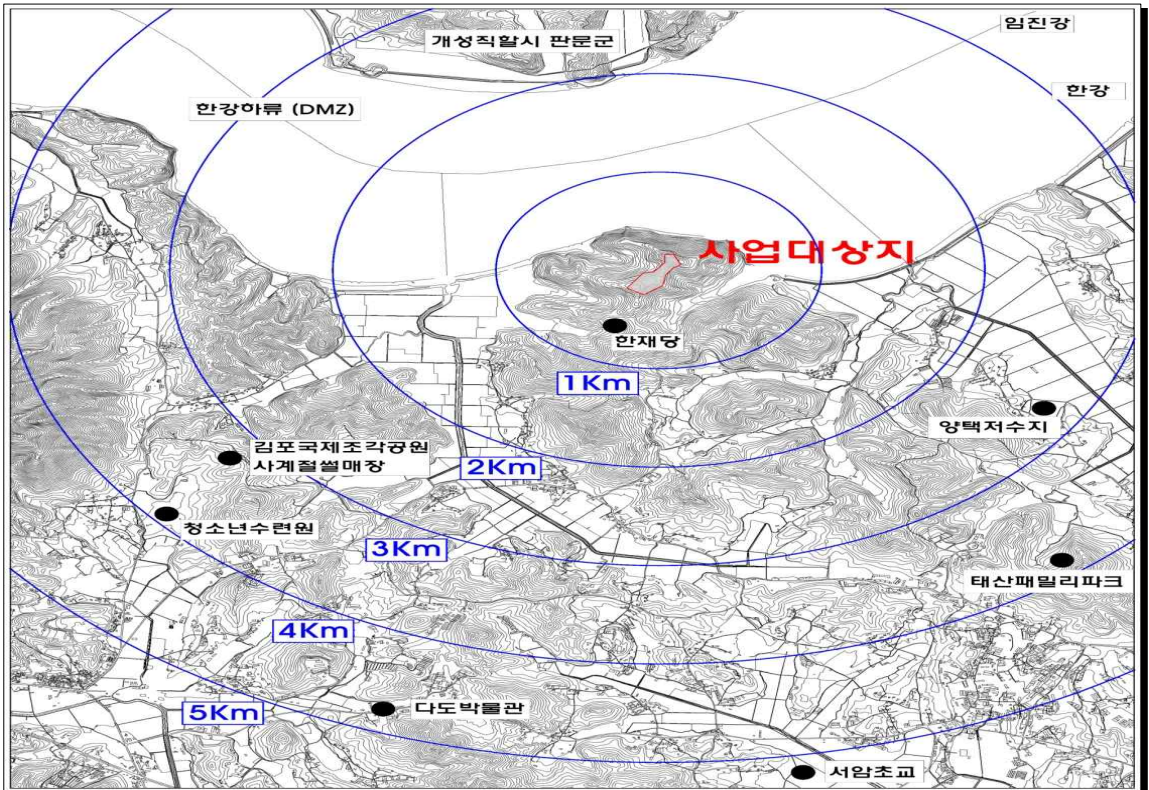 임진강
개성직할시 판문군
한강
한강하류 (DMZ)
사업대상지
한재당
1Km
양택저수지
김포국제조각공원
사계절썰매장
2Km
청소년수련원
3Km
태산패밀리파크
4Km
다도박물관
5Km
서암초교